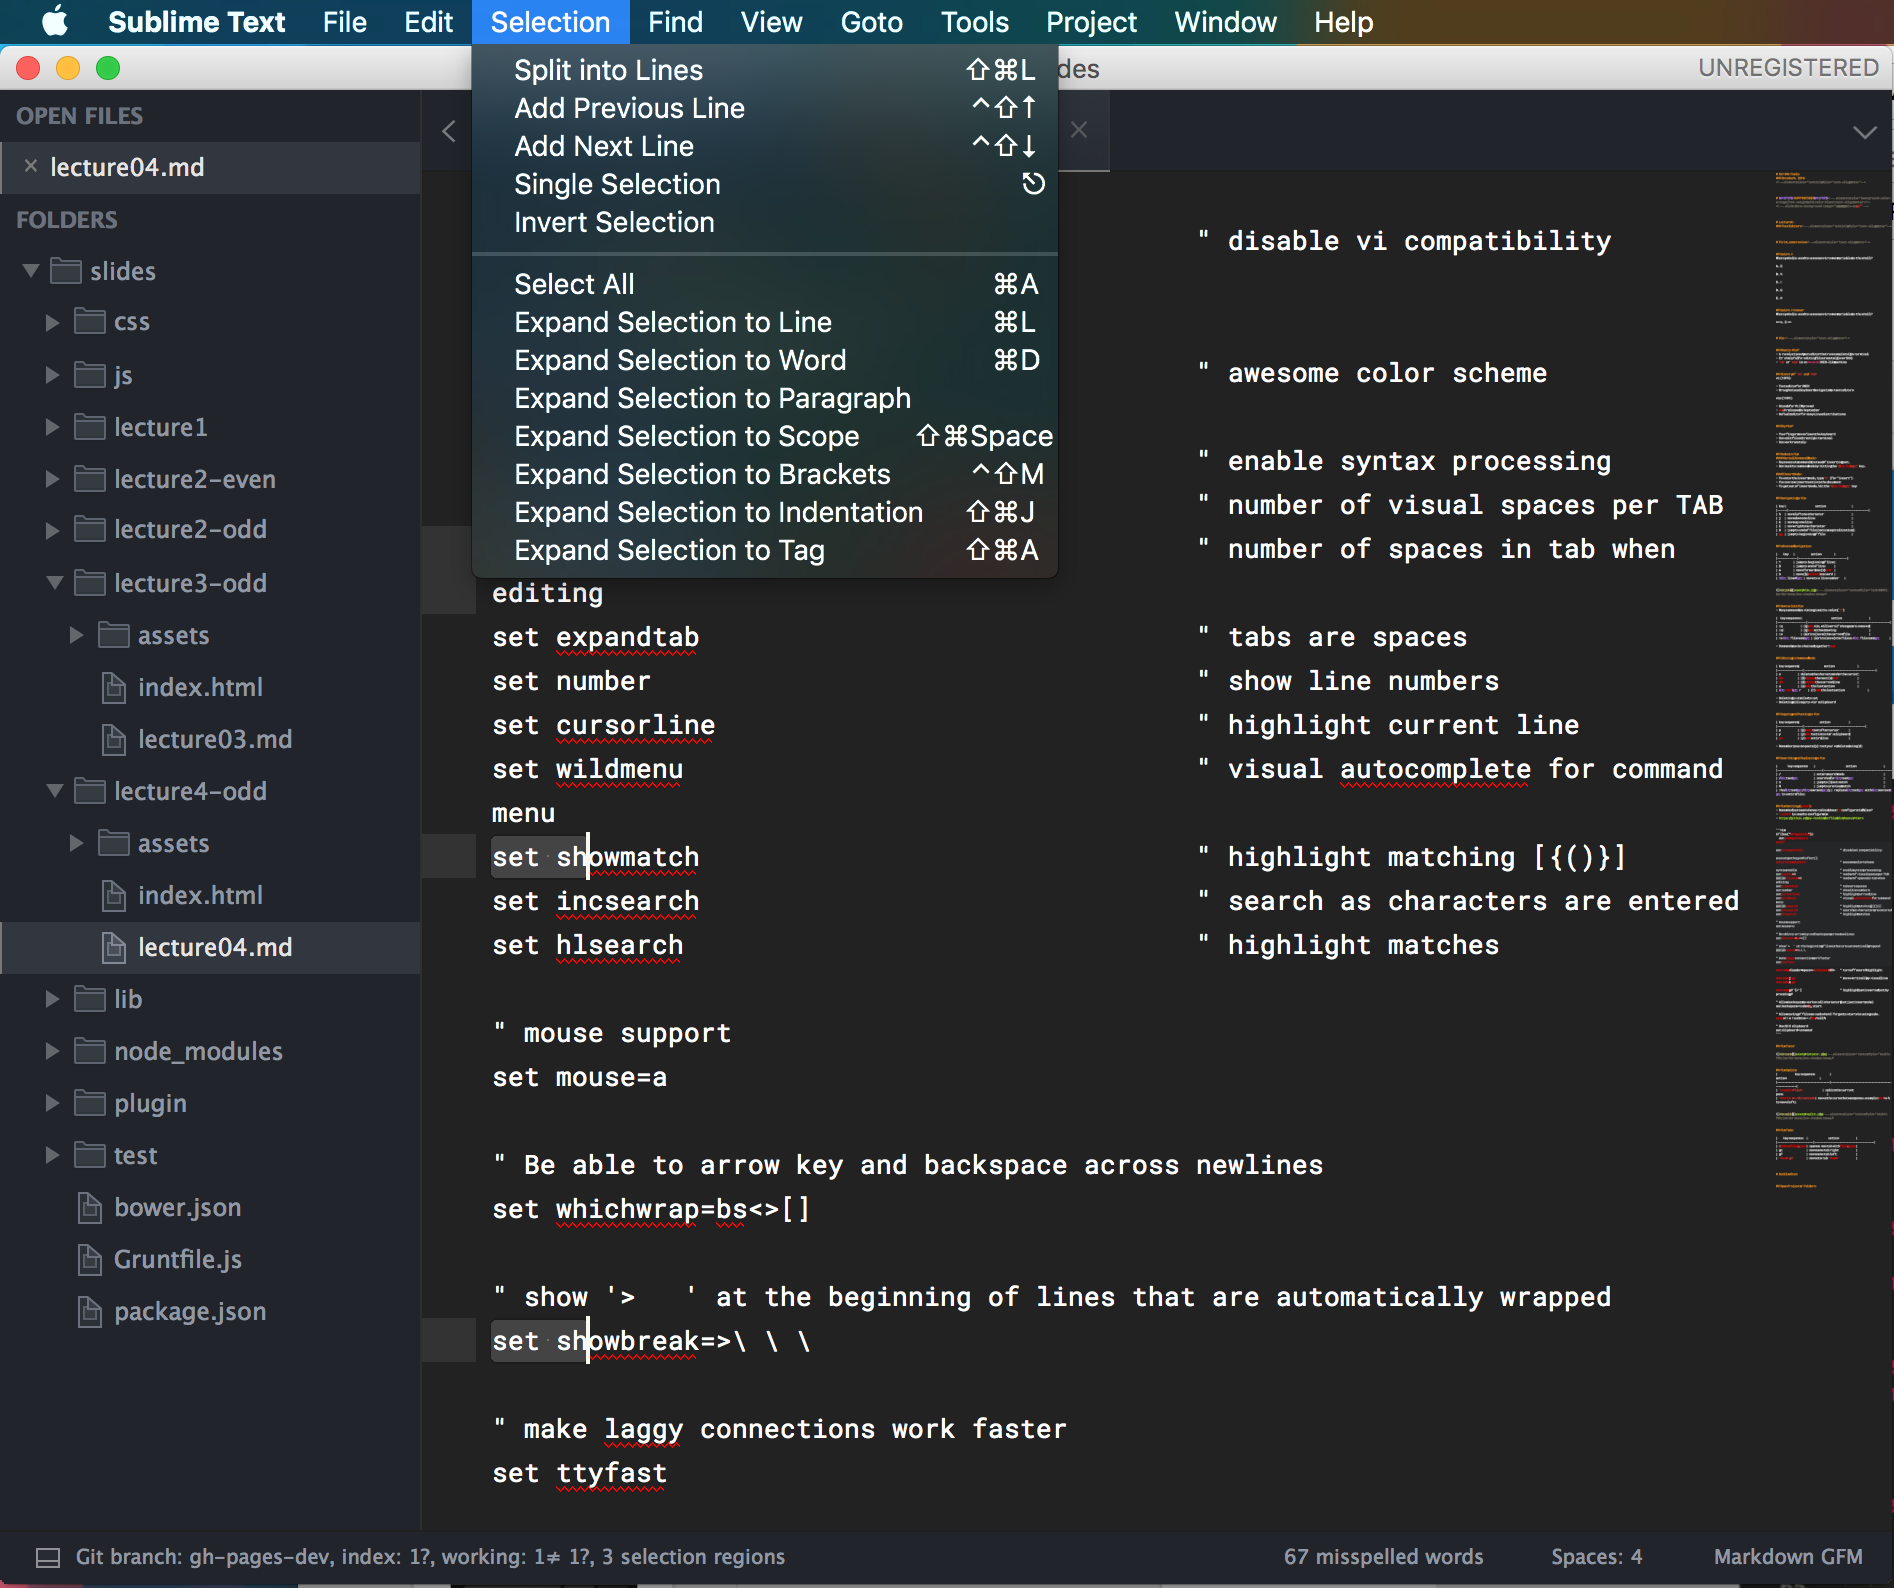 Sublime Text File Edit Selection Find View Goto Tools Project Window Help
des UNREGISTERED
Split into Lines ⇧⌘L
Add Previous Line ^⇧↑
Add Next Line ^⇧↓
Single Selection ⎋
Invert Selection
Select All ⌘A
Expand Selection to Line ⌘L
Expand Selection to Word ⌘D
Expand Selection to Paragraph
Expand Selection to Scope ⇧⌘Space
Expand Selection to Brackets ^⇧M
Expand Selection to Indentation ⇧⌘J
Expand Selection to Tag ⇧⌘A
OPEN FILES
lecture04.md
FOLDERS
slides
css
js
lecture1
lecture2-even
lecture2-odd
lecture3-odd
assets
index.html
lecture03.md
lecture4-odd
assets
index.html
lecture04.md
lib
node_modules
plugin
test
bower.json
Gruntfile.js
package.json
" disable vi compatibility
" awesome color scheme
" enable syntax processing
" number of visual spaces per TAB
" number of spaces in tab when
editing
set expandtab " tabs are spaces
set number " show line numbers
set cursorline " highlight current line
set wildmenu " visual autocomplete for command
menu
set showmatch " highlight matching [{()}]
set incsearch " search as characters are entered
set hlsearch " highlight matches
" mouse support
set mouse=a
" Be able to arrow key and backspace across newlines
set whichwrap=bs<>[]
" show '>   ' at the beginning of lines that are automatically wrapped
set showbreak=>\ \ \
" make laggy connections work faster
set ttyfast
Git branch: gh-pages-dev, index: 1?, working: 1≠ 1?, 3 selection regions 67 misspelled words Spaces: 4 Markdown GFM